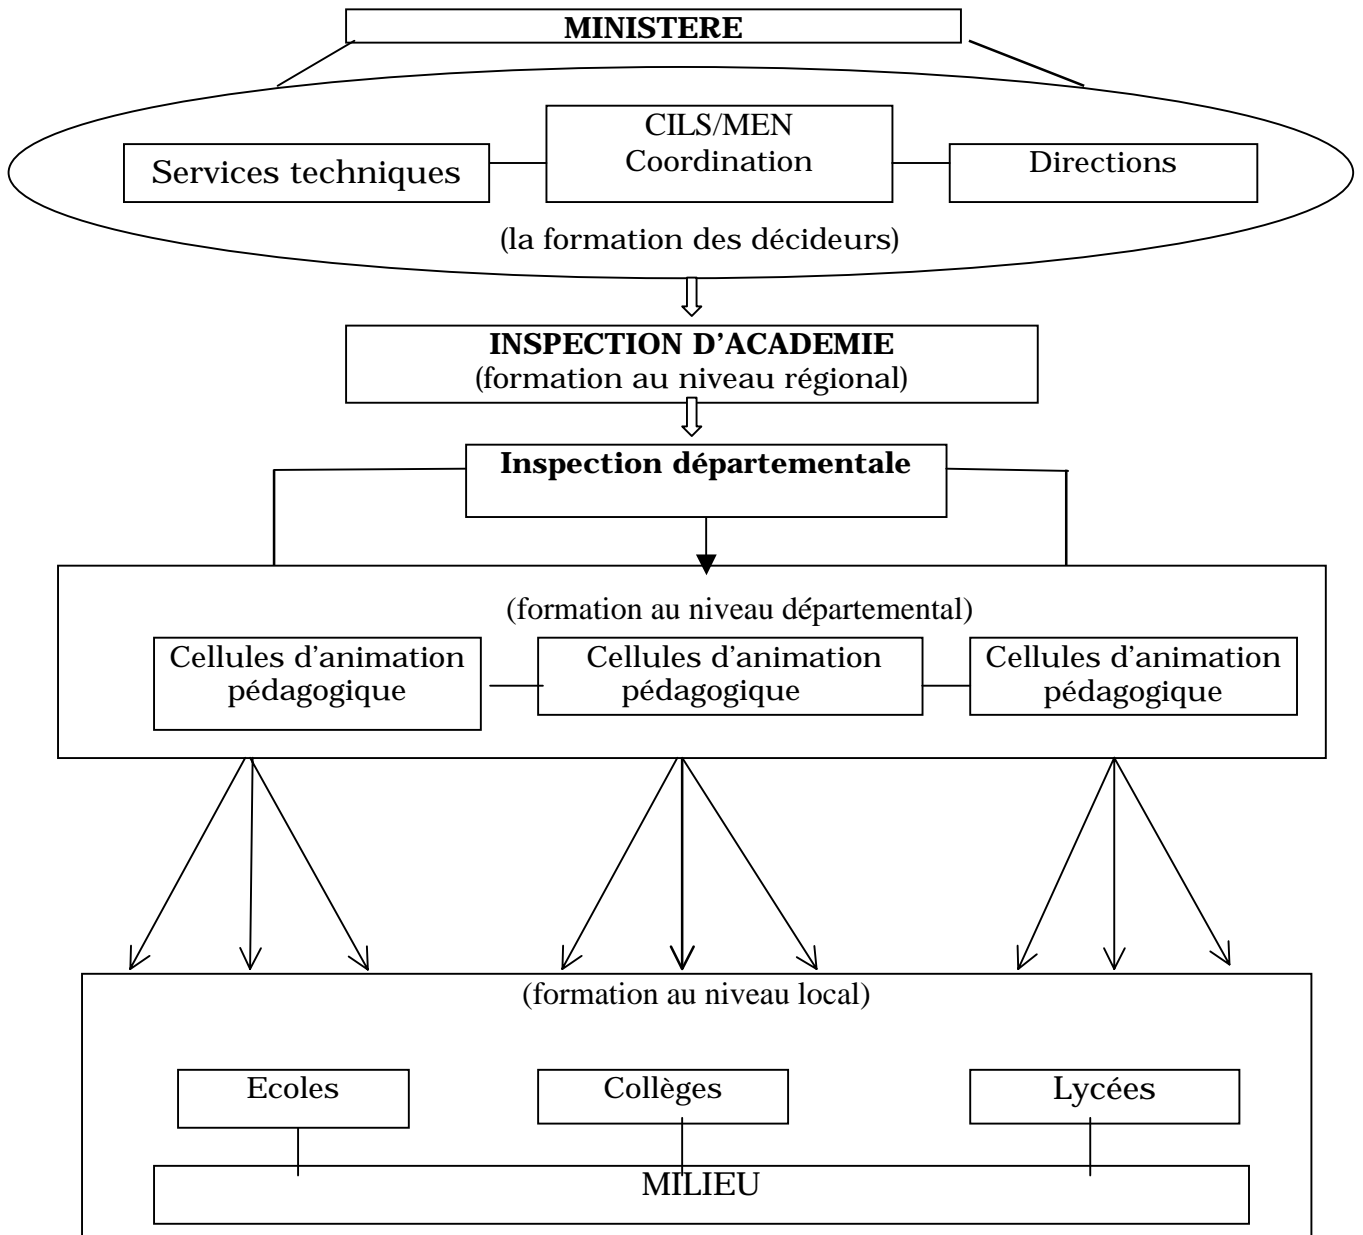 MINISTERE
CILS/MEN
Coordination
Services techniques
Directions
(la formation des décideurs)
INSPECTION D’ACADEMIE
(formation au niveau régional)
Inspection départementale
(formation au niveau départemental)
Cellules d’animation
pédagogique
Cellules d’animation
pédagogique
Cellules d’animation
pédagogique
(formation au niveau local)
Ecoles
Collèges
Lycées
MILIEU